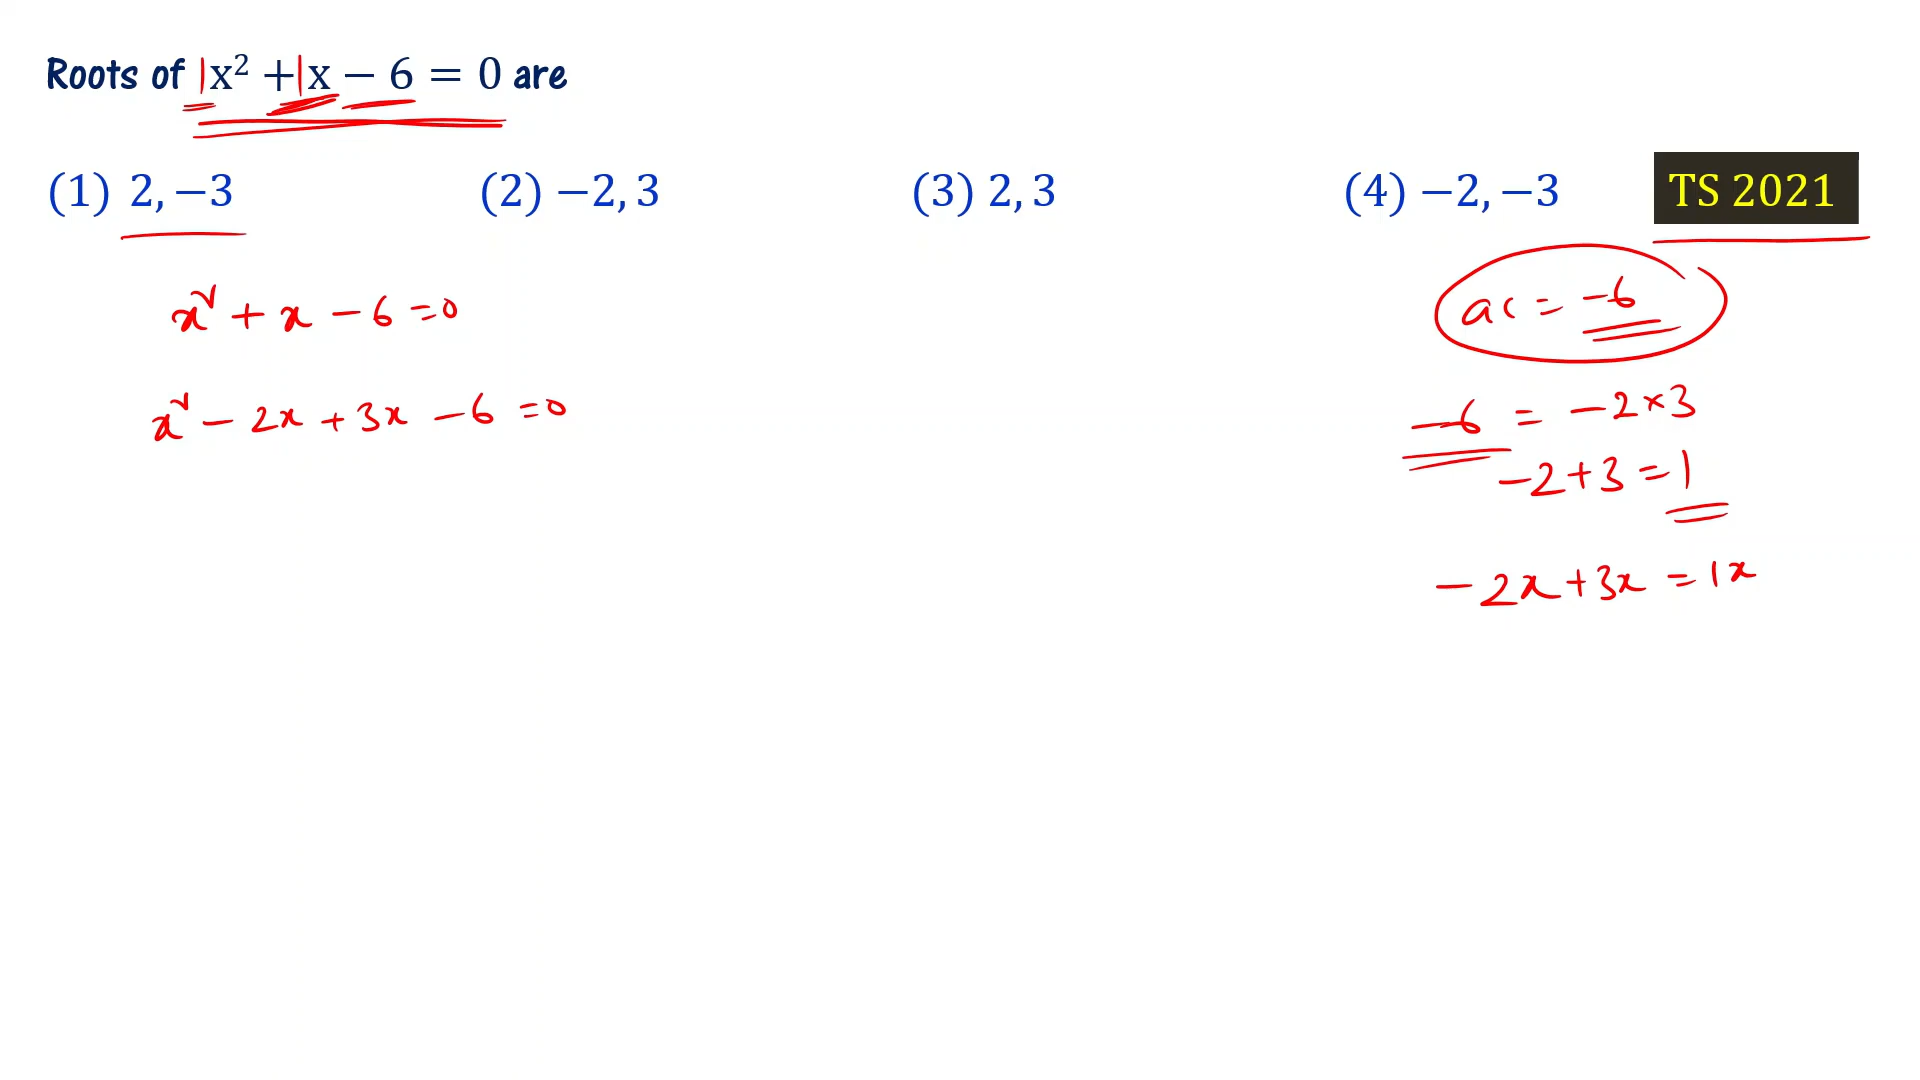 Roots of 1x² + 1x − 6 = 0 are
(1) 2, −3 (2) −2, 3 (3) 2, 3 (4) −2, −3 TS 2021
x² + x − 6 = 0
x² − 2x + 3x − 6 = 0
ac = −6
−6 = −2 × 3
−2 + 3 = 1
−2x + 3x = 1x